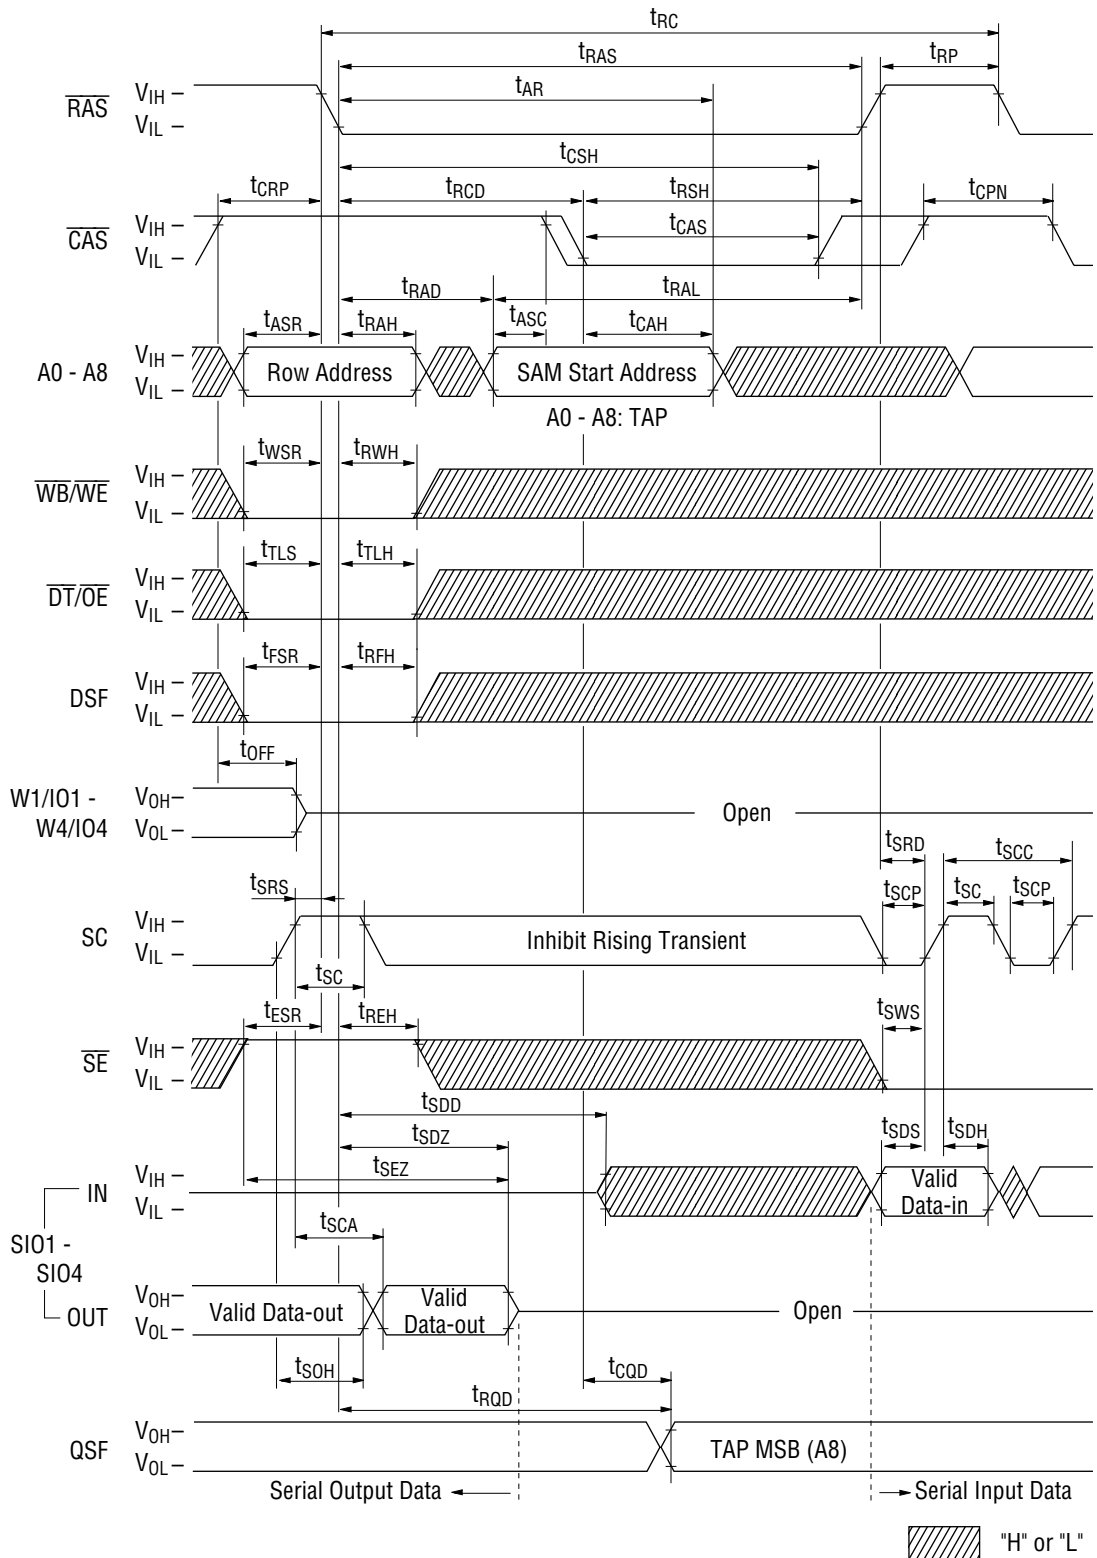 tRC
tRAS
tRP
tAR
RAS
VIH
VIL
tCSH
tCRP
tRCD
tRSH
tCPN
CAS
VIH
VIL
tCAS
tRAD
tRAL
tASR
tRAH
tASC
tCAH
A0 - A8
VIH
VIL
Row Address
SAM Start Address
A0 - A8: TAP
tWSR
tRWH
WB/WE
VIH
VIL
tTLS
tTLH
DT/OE
VIH
VIL
tFSR
tRFH
DSF
VIH
VIL
tOFF
W1/IO1 -
W4/IO4
VOH
VOL
Open
tSRD
tSCC
tSRS
tSCP
tSC
tSCP
SC
VIH
VIL
Inhibit Rising Transient
tSC
tSWS
tESR
tREH
SE
VIH
VIL
tSDD
tSDZ
tSDS
tSDH
tSEZ
IN
VIH
VIL
Valid
Data-in
tSCA
SIO1 -
SIO4
OUT
VOH
VOL
Valid Data-out
Valid
Data-out
Open
tSOH
tCQD
tRQD
QSF
VOH
VOL
TAP MSB (A8)
Serial Output Data
Serial Input Data
"H" or "L"